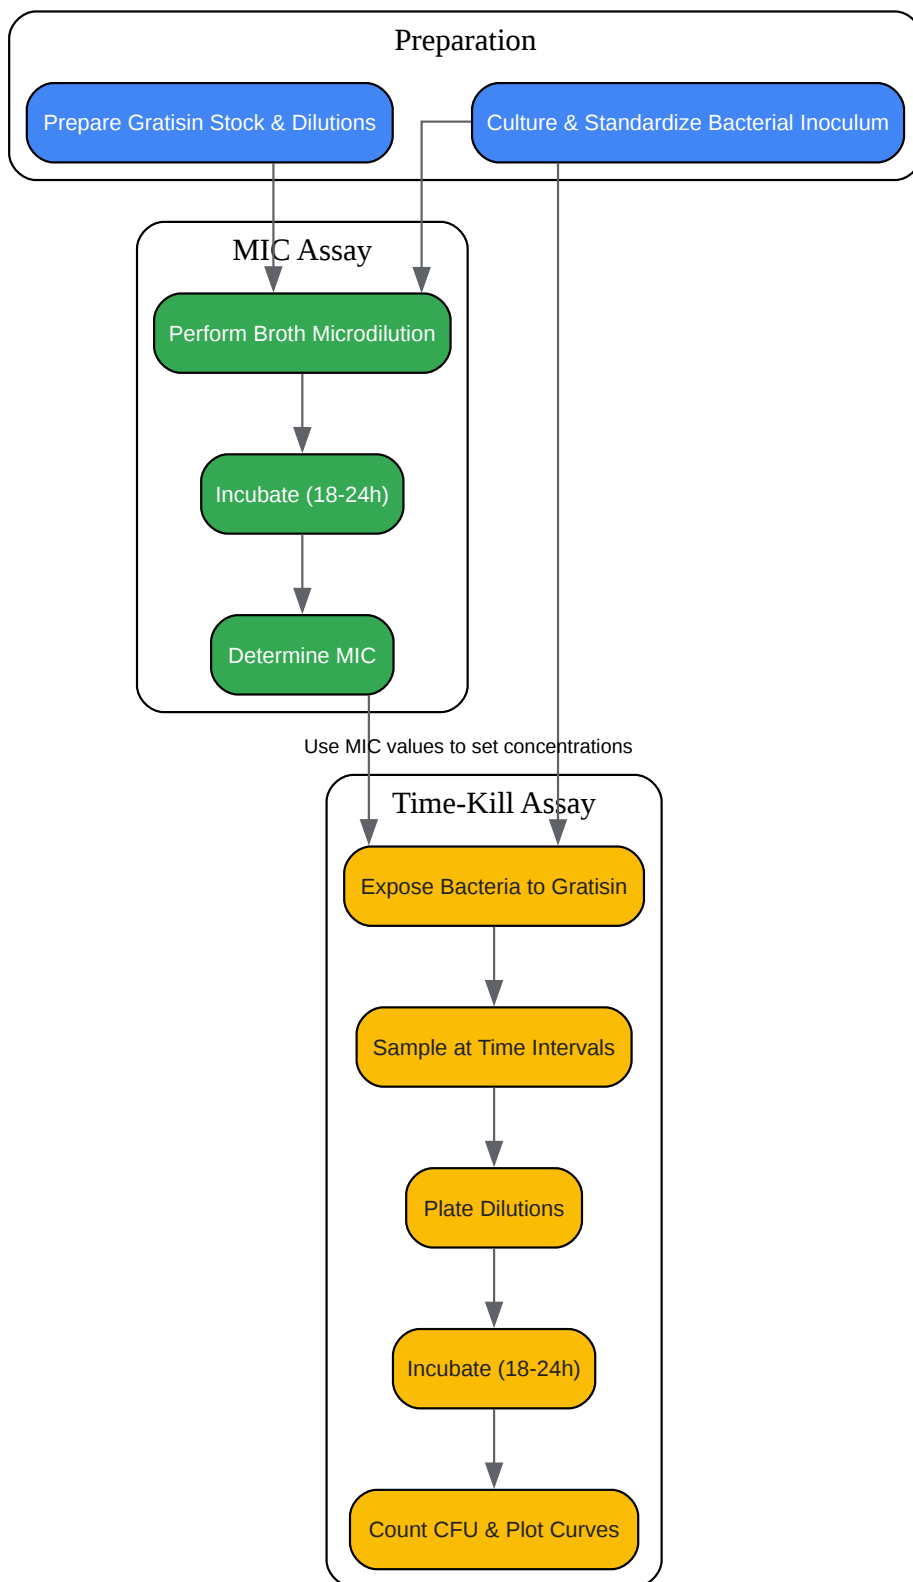 Preparation
Prepare Gratisin Stock & Dilutions
Culture & Standardize Bacterial Inoculum
MIC Assay
Perform Broth Microdilution
Incubate (18-24h)
Determine MIC
Use MIC values to set concentrations
Time-Kill Assay
Expose Bacteria to Gratisin
Sample at Time Intervals
Plate Dilutions
Incubate (18-24h)
Count CFU & Plot Curves